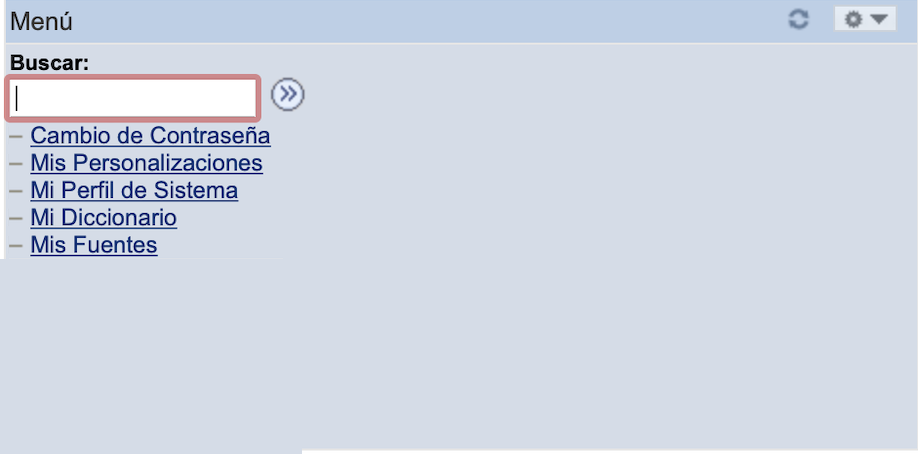 Menú
Buscar:
Cambio de Contraseña
Mis Personalizaciones
Mi Perfil de Sistema
Mi Diccionario
Mis Fuentes